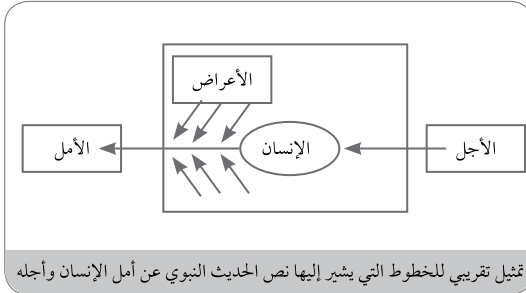 الأعراض
الأجل
الإنسان
الأمل
تمثيل تقريبي للخطوط التي يشير إليها نص الحديث النبوي عن أمل الإنسان وأجله